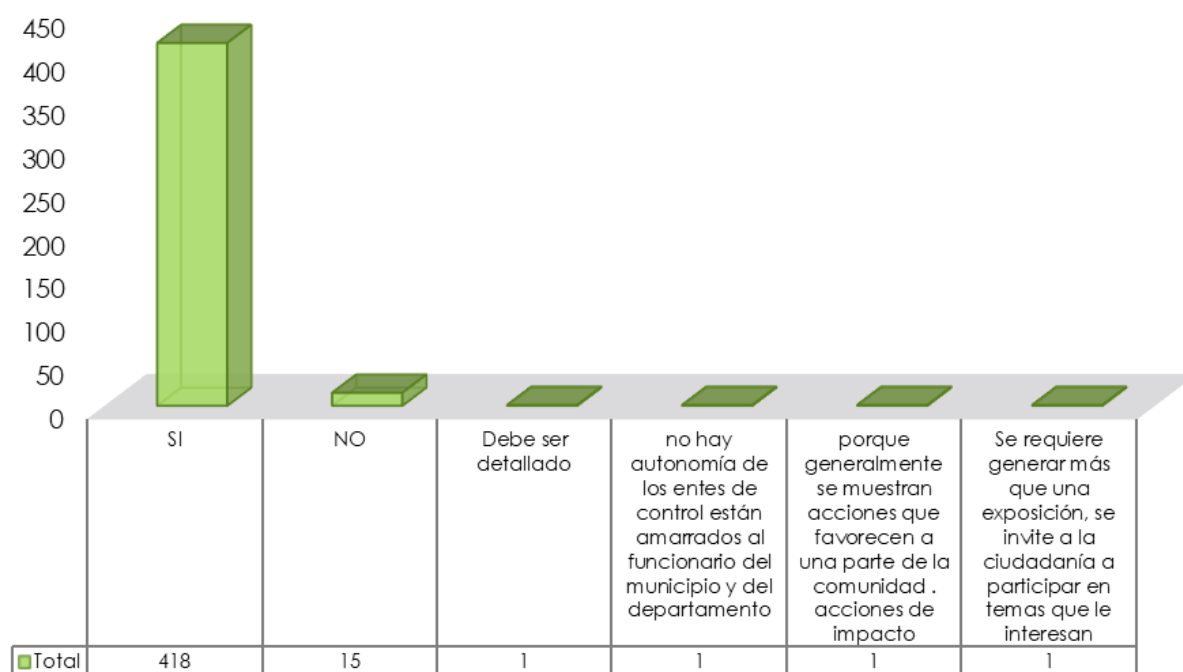 450
400
350
300
250
200
150
100
50
0
SI
NO
Debe ser
detallado
no hay
autonomía de
los entes de
control están
amarrados al
funcionario del
municipio y del
departamento
porque
generalmente
se muestran
acciones que
favorecen a
una parte de la
comunidad .
acciones de
impacto
Se requiere
generar más
que una
exposición, se
invite a la
ciudadanía a
participar en
temas que le
interesan
Total 418 15 1 1 1 1